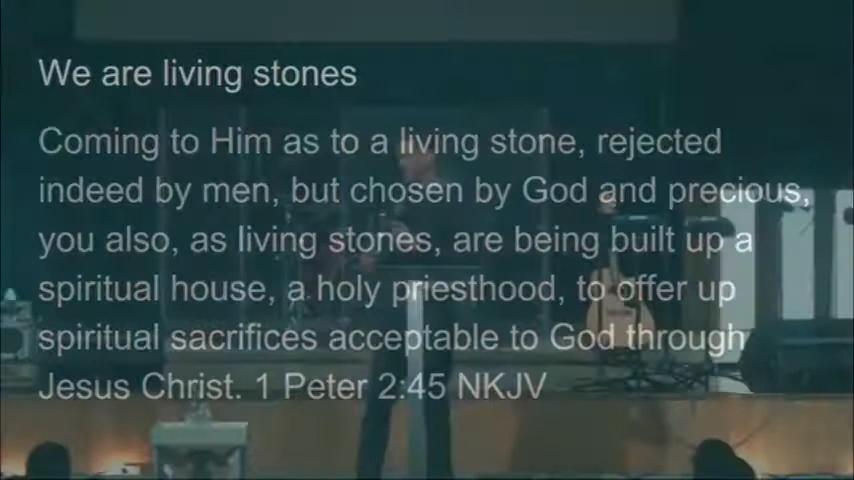 We are living stones
Coming to Him as to a living stone, rejected
indeed by men, but chosen by God and precious,
you also, as living stones, are being built up a
spiritual house, a holy priesthood, to offer up
spiritual sacrifices acceptable to God through
Jesus Christ. 1 Peter 2:45 NKJV